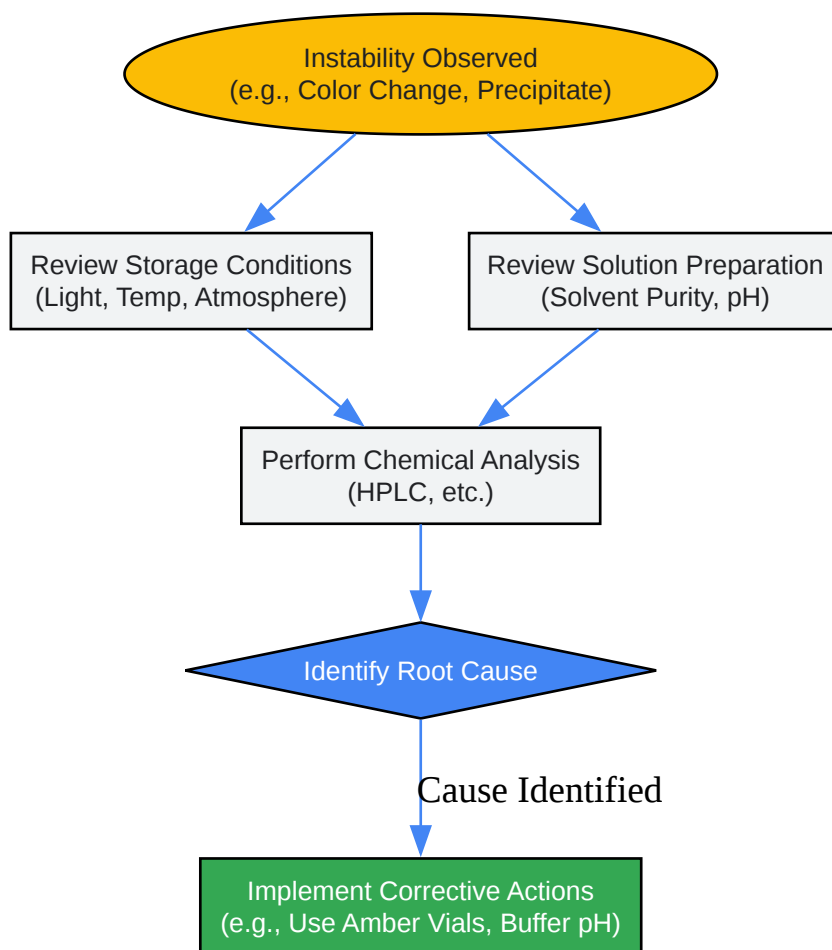 Instability Observed
(e.g., Color Change, Precipitate)
Review Storage Conditions
(Light, Temp, Atmosphere)
Review Solution Preparation
(Solvent Purity, pH)
Perform Chemical Analysis
(HPLC, etc.)
Identify Root Cause
Cause Identified
Implement Corrective Actions
(e.g., Use Amber Vials, Buffer pH)